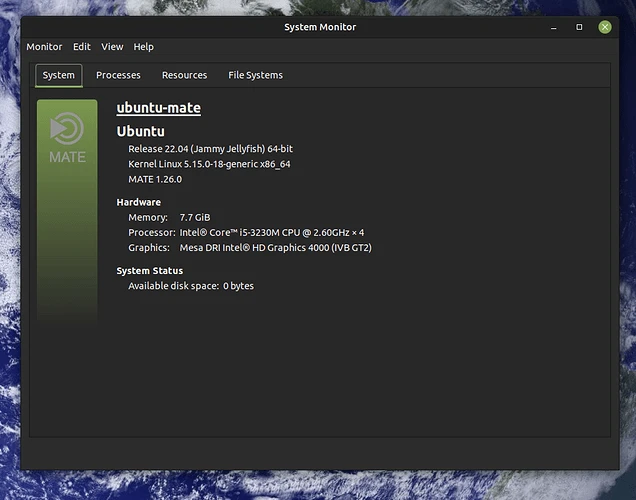 System Monitor
Monitor Edit View Help
System Processes Resources File Systems
MATE
ubuntu-mate
Ubuntu
Release 22.04 (Jammy Jellyfish) 64-bit
Kernel Linux 5.15.0-18-generic x86_64
MATE 1.26.0
Hardware
Memory: 7.7 GiB
Processor: Intel® Core™ i5-3230M CPU @ 2.60GHz × 4
Graphics: Mesa DRI Intel® HD Graphics 4000 (IVB GT2)
System Status
Available disk space: 0 bytes